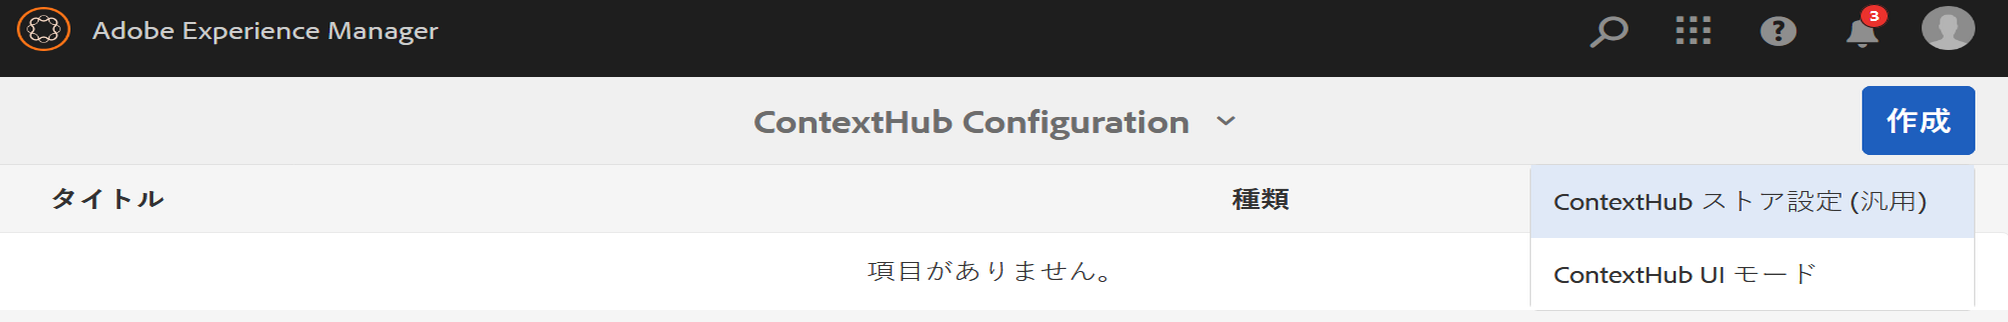 Adobe Experience Manager
?
3
ContextHub Configuration
作成
タイトル 種類
ContextHub ストア設定 (汎用)
項目がありません。
ContextHub UI モード